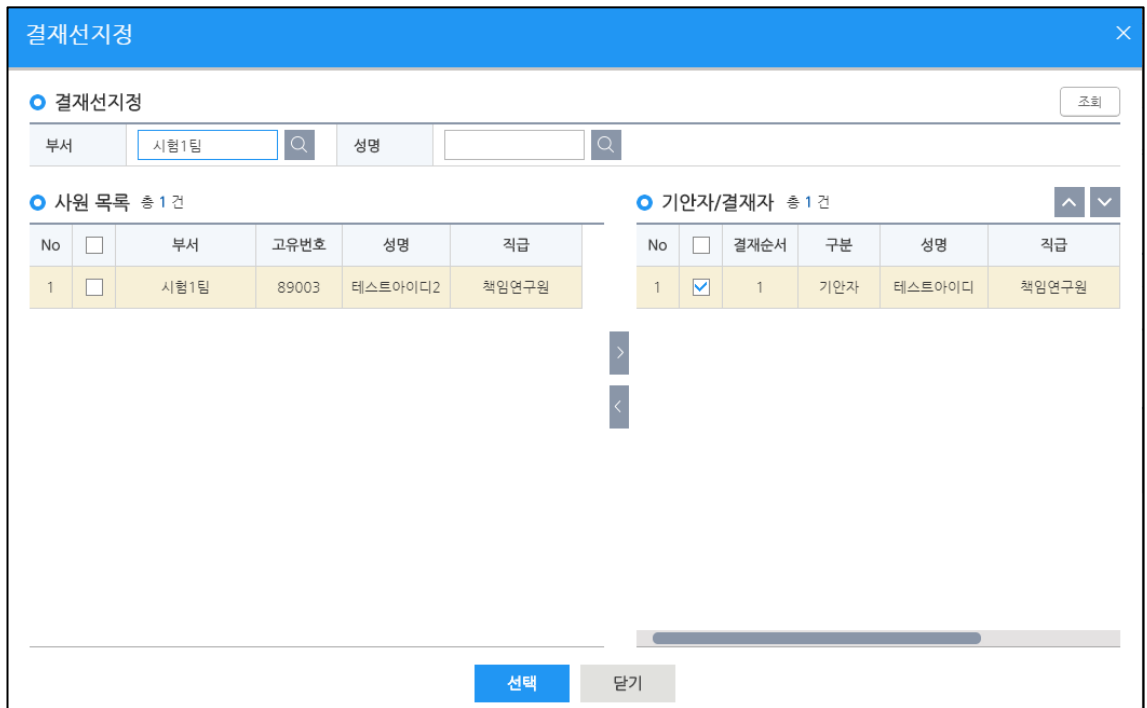 결재선지정
결재선지정 조회
부서 시험1팀 성명
사원 목록 총 1 건
No 부서 고유번호 성명 직급
1 시험1팀 89003 테스트아이디2 책임연구원
기안자/결재자 총 1 건
No 결재순서 구분 성명 직급
1 1 기안자 테스트아이디 책임연구원
선택 닫기